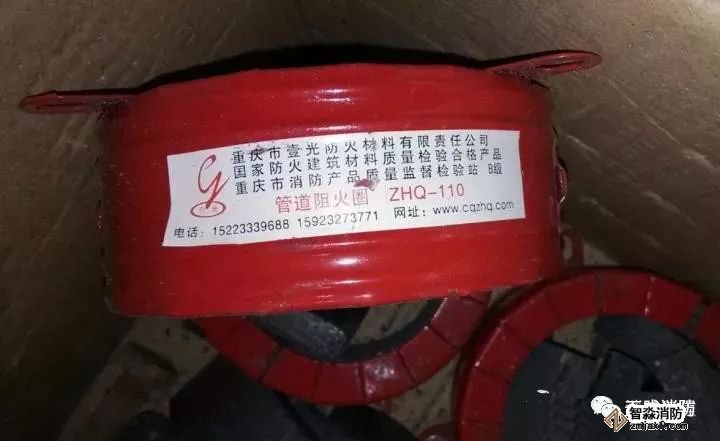 重庆市壹光防火材料有限责任公司
国家防火建筑材料质量检验合格产品
重庆市消防产品质量监督检验站 B级
管道阻火圈 ZHQ-110
电话：15223339688 15923273771 网址：www.cqzhq.com
智淼消防